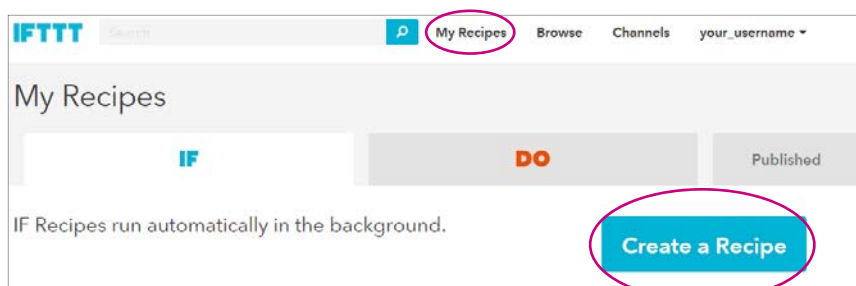 IFTTT Search My Recipes Browse Channels your_username
My Recipes
IF DO Published
IF Recipes run automatically in the background.
Create a Recipe